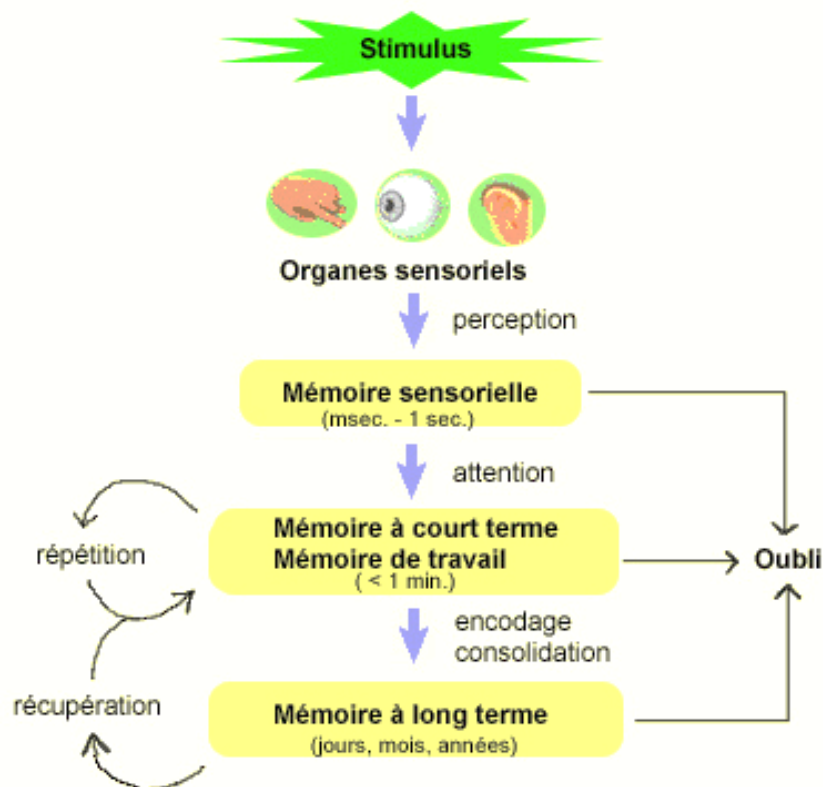 Stimulus
Organes sensoriels
perception
Mémoire sensorielle
(msec. - 1 sec.)
attention
Mémoire à court terme
Mémoire de travail
( < 1 min.)
répétition
Oubli
encodage
consolidation
récupération
Mémoire à long terme
(jours, mois, années)